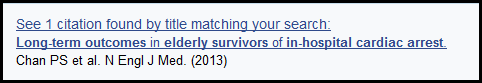 See 1 citation found by title matching your search:
Long-term outcomes in elderly survivors of in-hospital cardiac arrest.
Chan PS et al. N Engl J Med. (2013)